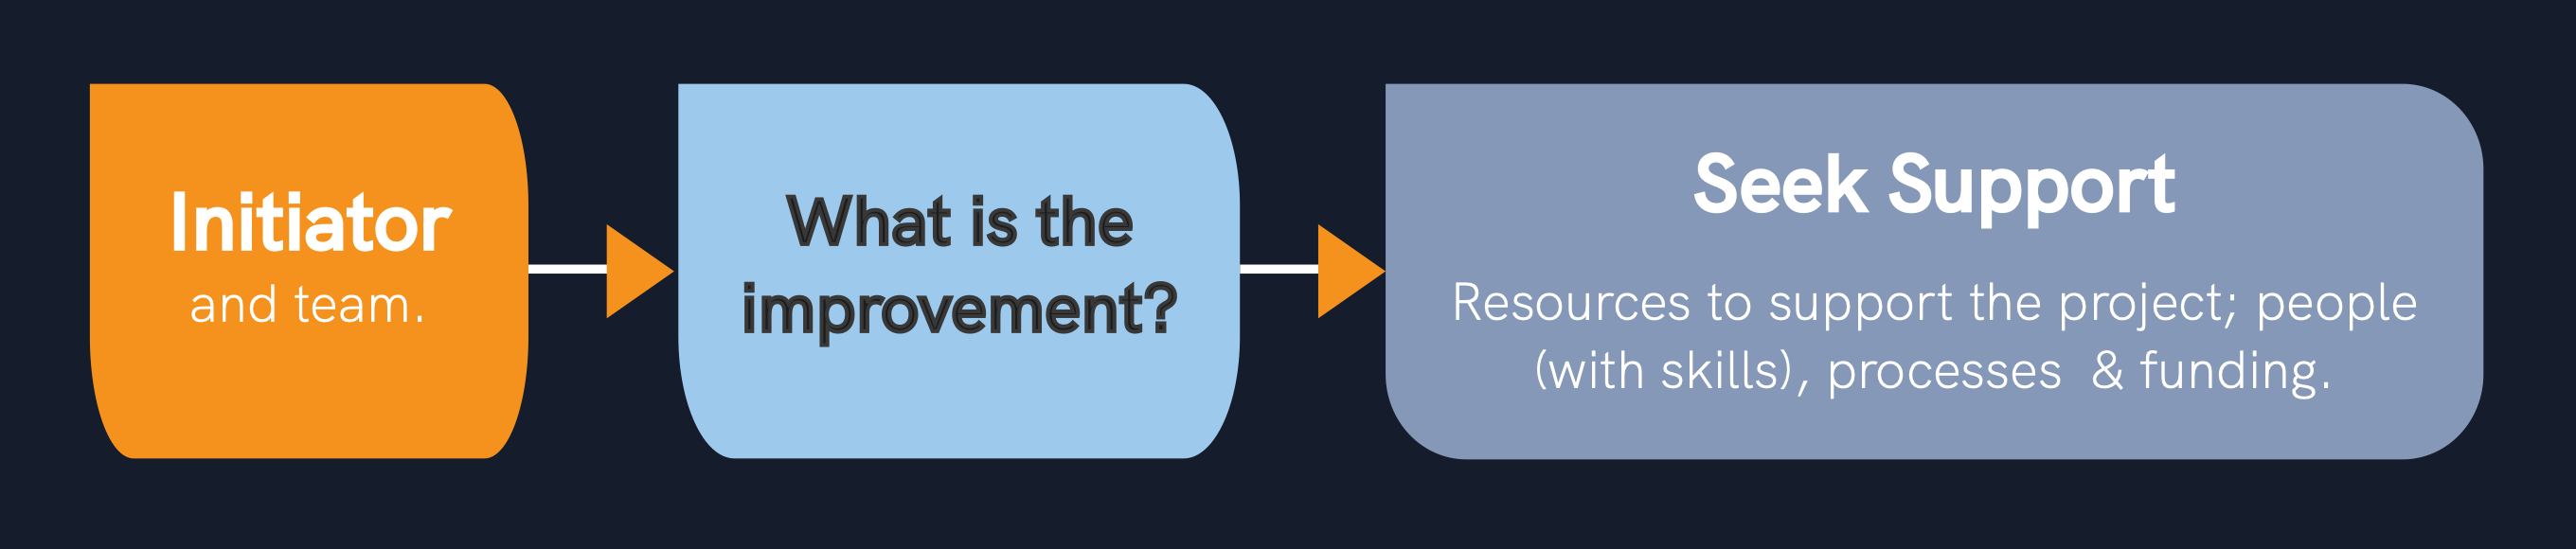 Initiator
and team.
What is the
improvement?
Seek Support
Resources to support the project; people
(with skills), processes & funding.